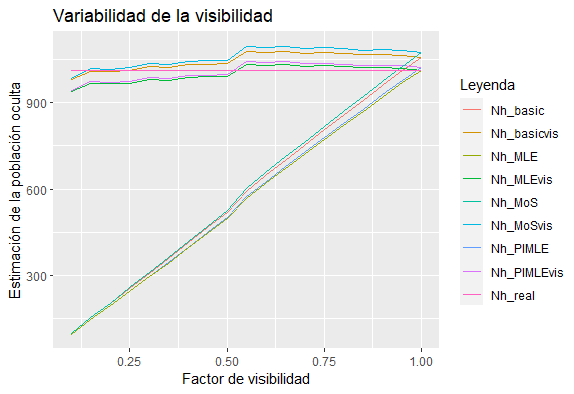 Variabilidad de la visibilidad
Estimación de la población oculta
900
600
300
0.25
0.50
0.75
1.00
Factor de visibilidad
Leyenda
Nh_basic
Nh_basicvis
Nh_MLE
Nh_MLEvis
Nh_MoS
Nh_MoSvis
Nh_PIMLE
Nh_PIMLEvis
Nh_real